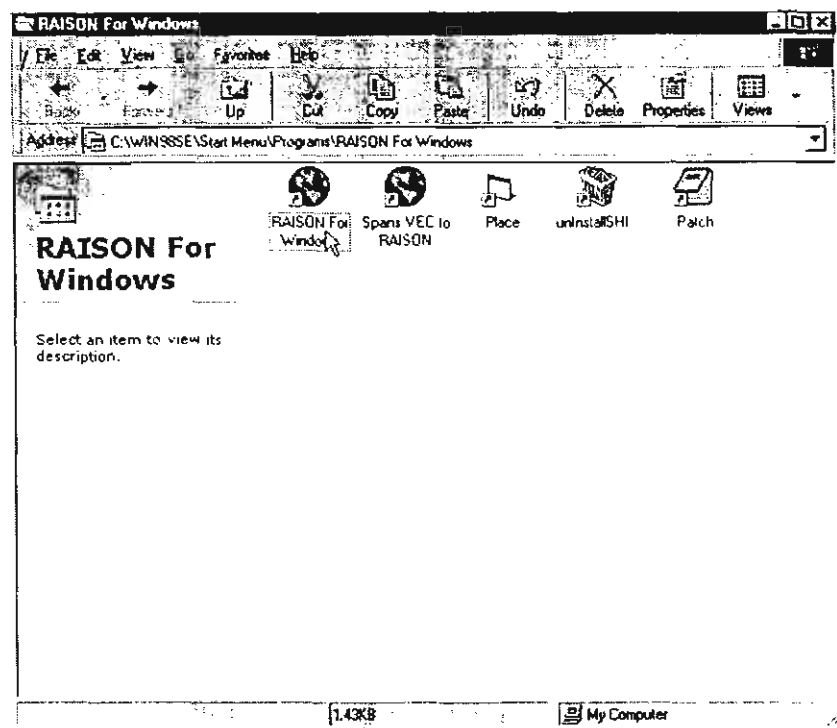 RAISON For Windows
File Edit View Go Favorites Help
Back Forward Up Cut Copy Paste Undo Delete Properties Views
Address C:\WIN98SE\Start Menu\Programs\RAISON For Windows
RAISON For Windows
Spans VEC to RAISON
Place
unInstallSHI
Patch
RAISON For
Windows
Select an item to view its
description.
1.43KB My Computer